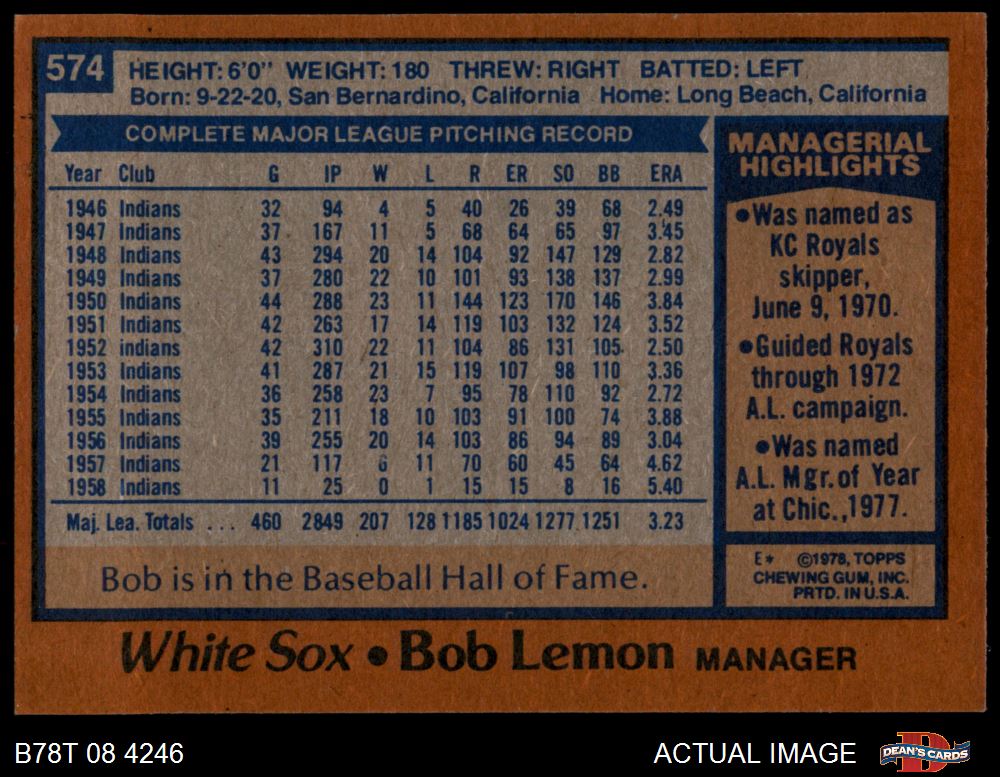 574
HEIGHT: 6'0" WEIGHT: 180 THREW: RIGHT BATTED: LEFT
Born: 9-22-20, San Bernardino, California Home: Long Beach, California
COMPLETE MAJOR LEAGUE PITCHING RECORD
Year Club G IP W L R ER SO BB ERA
1946 Indians 32 94 4 5 40 26 39 68 2.49
1947 Indians 37 167 11 5 68 64 65 97 3.45
1948 Indians 43 294 20 14 104 92 147 129 2.82
1949 Indians 37 280 22 10 101 93 138 137 2.99
1950 Indians 44 288 23 11 144 123 170 146 3.84
1951 Indians 42 263 17 14 119 103 132 124 3.52
1952 indians 42 310 22 11 104 86 131 105 2.50
1953 Indians 41 287 21 15 119 107 98 110 3.36
1954 Indians 36 258 23 7 95 78 110 92 2.72
1955 Indians 35 211 18 10 103 91 100 74 3.88
1956 Indians 39 255 20 14 103 86 94 89 3.04
1957 Indians 21 117 6 11 70 60 45 64 4.62
1958 Indians 11 25 0 1 15 15 8 16 5.40
Maj. Lea. Totals ... 460 2849 207 128 1185 1024 1277 1251 3.23
MANAGERIAL
HIGHLIGHTS
•Was named as
KC Royals
skipper,
June 9, 1970.
•Guided Royals
through 1972
A.L. campaign.
•Was named
A.L. Mgr. of Year
at Chic., 1977.
Bob is in the Baseball Hall of Fame.
E* ©1978, TOPPS
CHEWING GUM, INC.
PRTD. IN U.S.A.
White Sox • Bob Lemon MANAGER
B78T 08 4246
ACTUAL IMAGE
DEAN'S CARDS